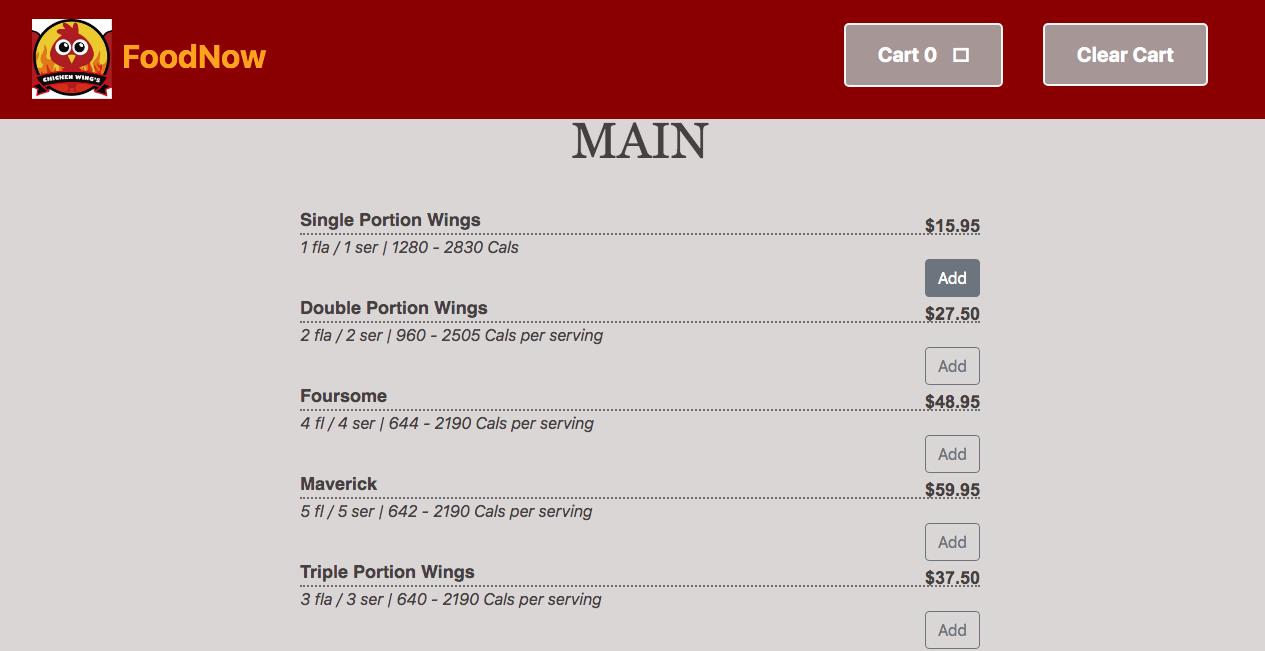 CHICKEN WING'S
FoodNow
Cart 0
Clear Cart
MAIN
Single Portion Wings
$15.95
1 fla / 1 ser | 1280 - 2830 Cals
Add
Double Portion Wings
$27.50
2 fla / 2 ser | 960 - 2505 Cals per serving
Add
Foursome
$48.95
4 fl / 4 ser | 644 - 2190 Cals per serving
Add
Maverick
$59.95
5 fl / 5 ser | 642 - 2190 Cals per serving
Add
Triple Portion Wings
$37.50
3 fla / 3 ser | 640 - 2190 Cals per serving
Add